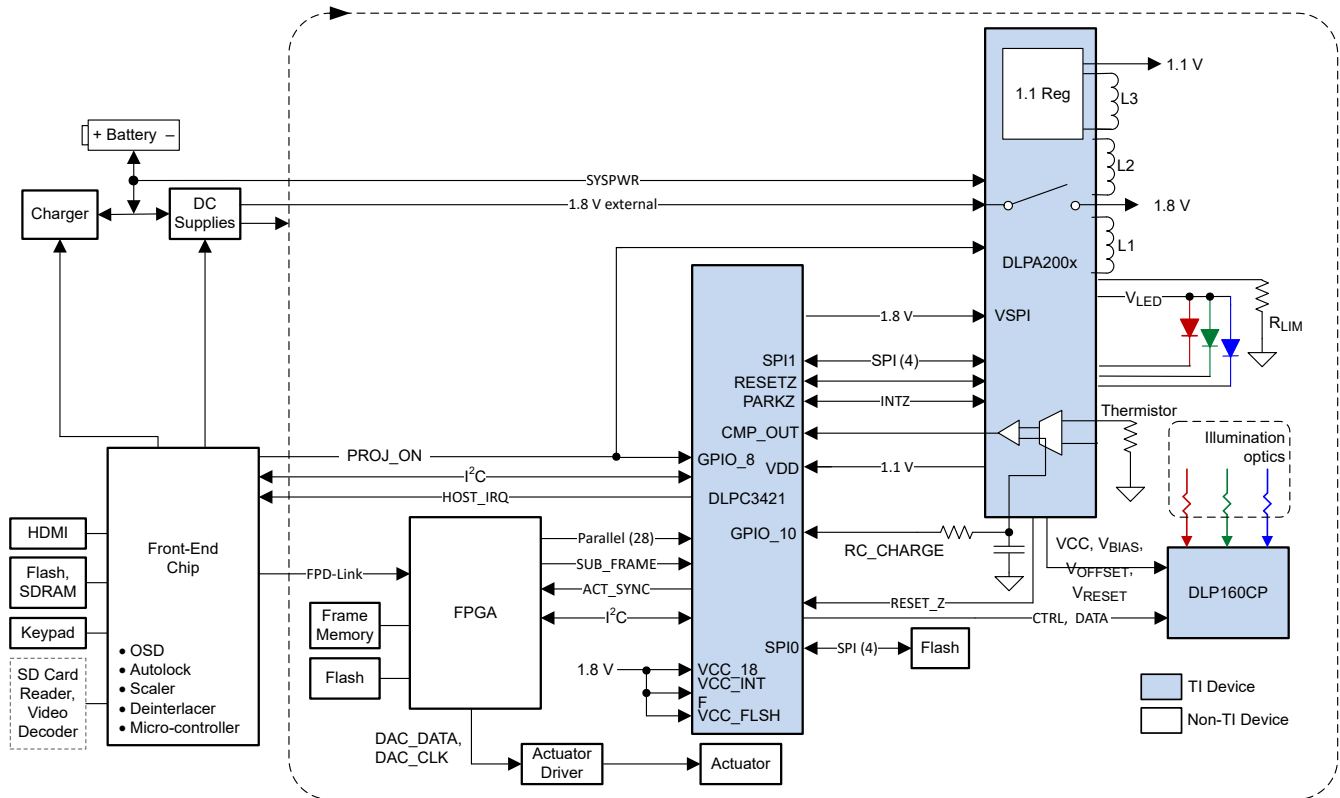 + Battery –
Charger
DC
Supplies
SYSPWR
1.8 V external
1.1 Reg
1.1 V
L3
L2
1.8 V
L1
DLPA200x
VSPI
V_LED
R_LIM
Thermistor
Illumination
optics
1.8 V
SPI1
SPI (4)
RESETZ
PARKZ
INTZ
CMP_OUT
PROJ_ON
GPIO_8
VDD
1.1 V
I²C
HOST_IRQ
DLPC3421
GPIO_10
RC_CHARGE
VCC, V_BIAS,
V_OFFSET,
V_RESET
DLP160CP
HDMI
Flash,
SDRAM
Keypad
SD Card
Reader,
Video
Decoder
Front-End
Chip
• OSD
• Autolock
• Scaler
• Deinterlacer
• Micro-controller
FPD-Link
Frame
Memory
Flash
FPGA
Parallel (28)
SUB_FRAME
ACT_SYNC
I²C
RESET_Z
CTRL, DATA
SPI0
SPI (4)
Flash
1.8 V
VCC_18
VCC_INT
F
VCC_FLSH
DAC_DATA,
DAC_CLK
Actuator
Driver
Actuator
TI Device
Non-TI Device